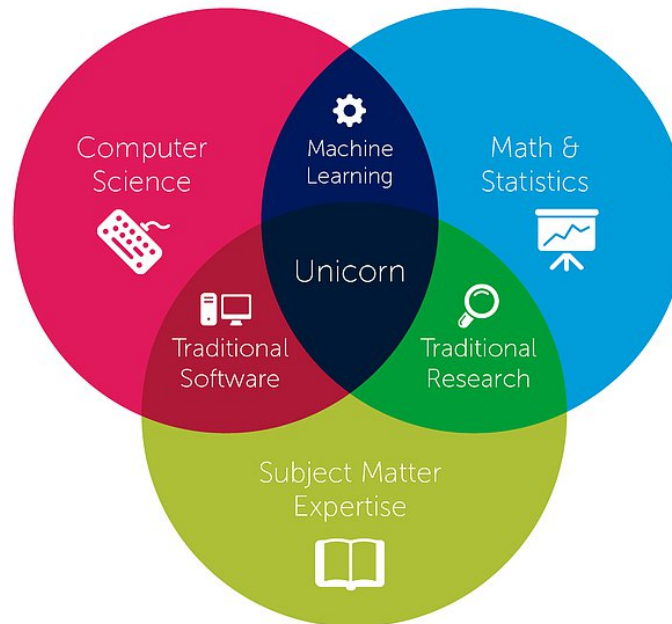 Computer
Science
Machine
Learning
Math &
Statistics
Unicorn
Traditional
Software
Traditional
Research
Subject Matter
Expertise